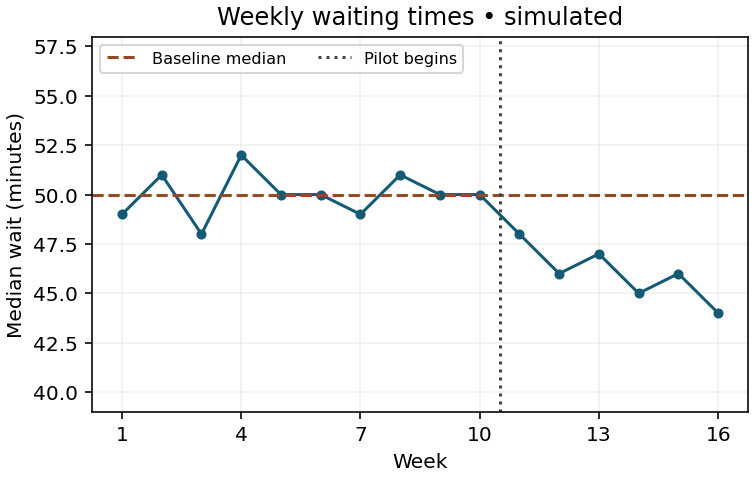 Weekly waiting times • simulated
Baseline median
Pilot begins
Median wait (minutes)
57.5
55.0
52.5
50.0
47.5
45.0
42.5
40.0
1 4 7 10 13 16
Week